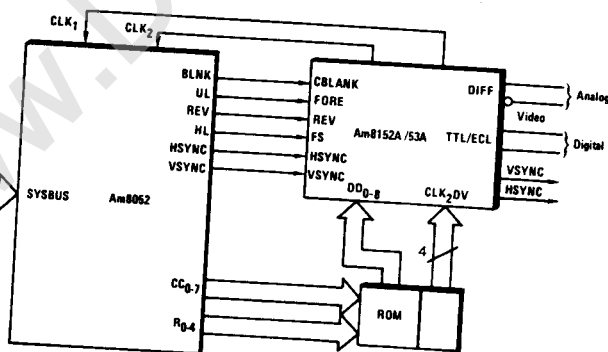 CLK1
CLK2
BLNK
UL
REV
HL
HSYNC
VSYNC
SYSBUS
Am8052
CC0-7
R0-4
CBLANK
FORE
REV
FS
HSYNC
VSYNC
Am8152A/53A
DIFF
TTL/ECL
DD0-8
CLK2DV
Analog
Video
Digital
VSYNC
HSYNC
4
ROM